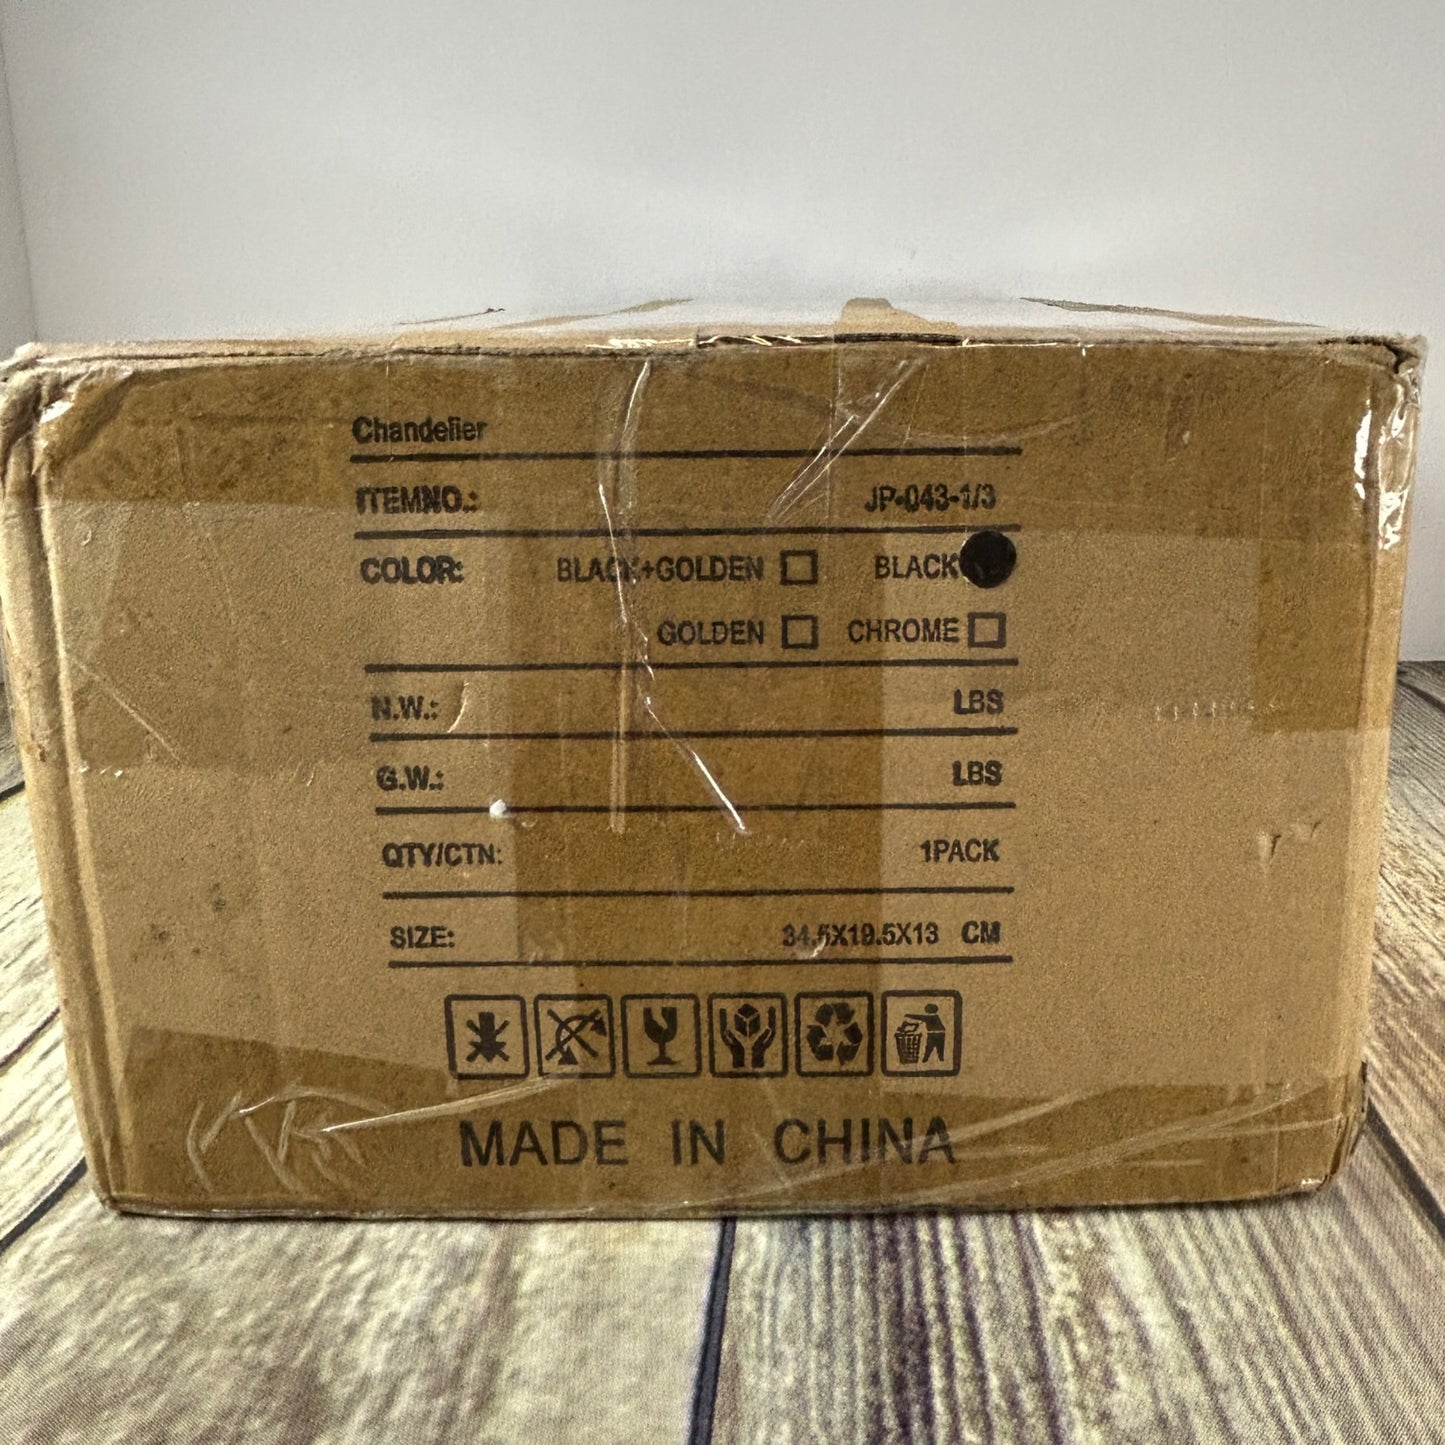 Chandelier
ITEMNO.: JP-043-1/3
COLOR: BLACK+GOLDEN BLACK
GOLDEN CHROME
N.W.: LBS
G.W.: LBS
QTY/CTN: 1PACK
SIZE: 34.5X19.5X13 CM
MADE IN CHINA